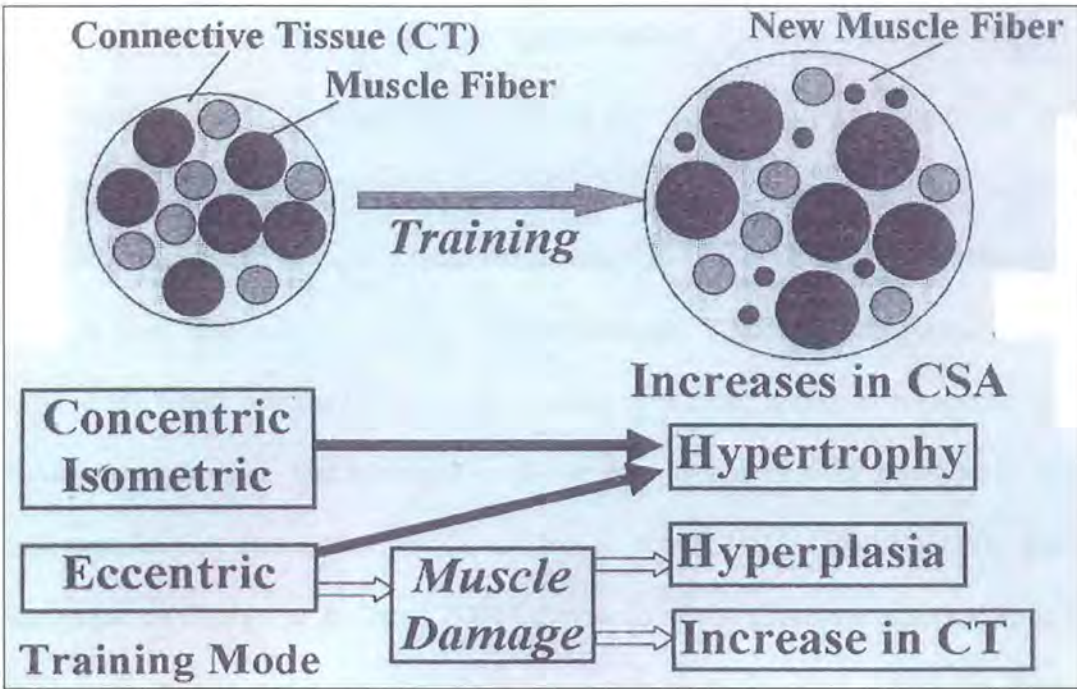 Connective Tissue (CT)
Muscle Fiber
New Muscle Fiber
Training
Increases in CSA
Concentric
Isometric
Hypertrophy
Eccentric
Muscle
Damage
Hyperplasia
Increase in CT
Training Mode